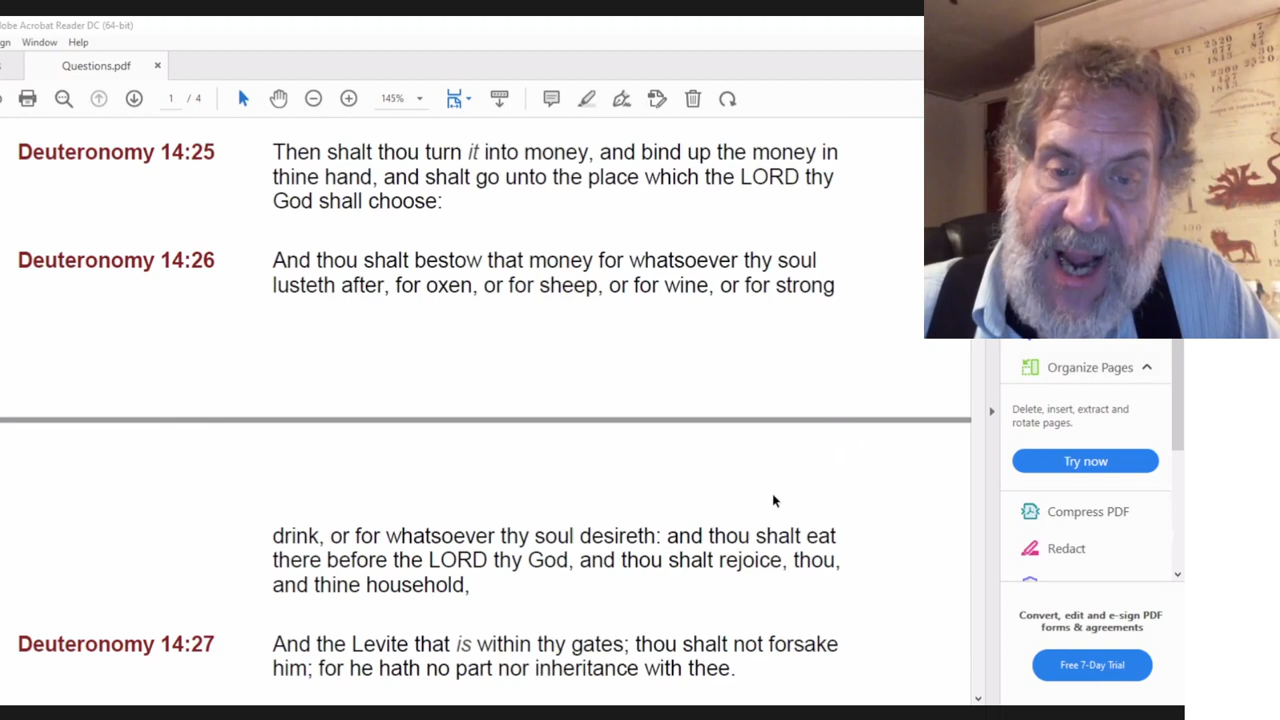 dobe Acrobat Reader DC (64-bit)
gn Window Help
Questions.pdf ×
1 / 4 145%
Deuteronomy 14:25 Then shalt thou turn it into money, and bind up the money in
thine hand, and shalt go unto the place which the LORD thy
God shall choose:
Deuteronomy 14:26 And thou shalt bestow that money for whatsoever thy soul
lusteth after, for oxen, or for sheep, or for wine, or for strong
drink, or for whatsoever thy soul desireth: and thou shalt eat
there before the LORD thy God, and thou shalt rejoice, thou,
and thine household,
Deuteronomy 14:27 And the Levite that is within thy gates; thou shalt not forsake
him; for he hath no part nor inheritance with thee.
677 2520
677
1843
2520
Organize Pages
Delete, insert, extract and
rotate pages.
Try now
Compress PDF
Redact
Convert, edit and e-sign PDF
forms & agreements
Free 7-Day Trial